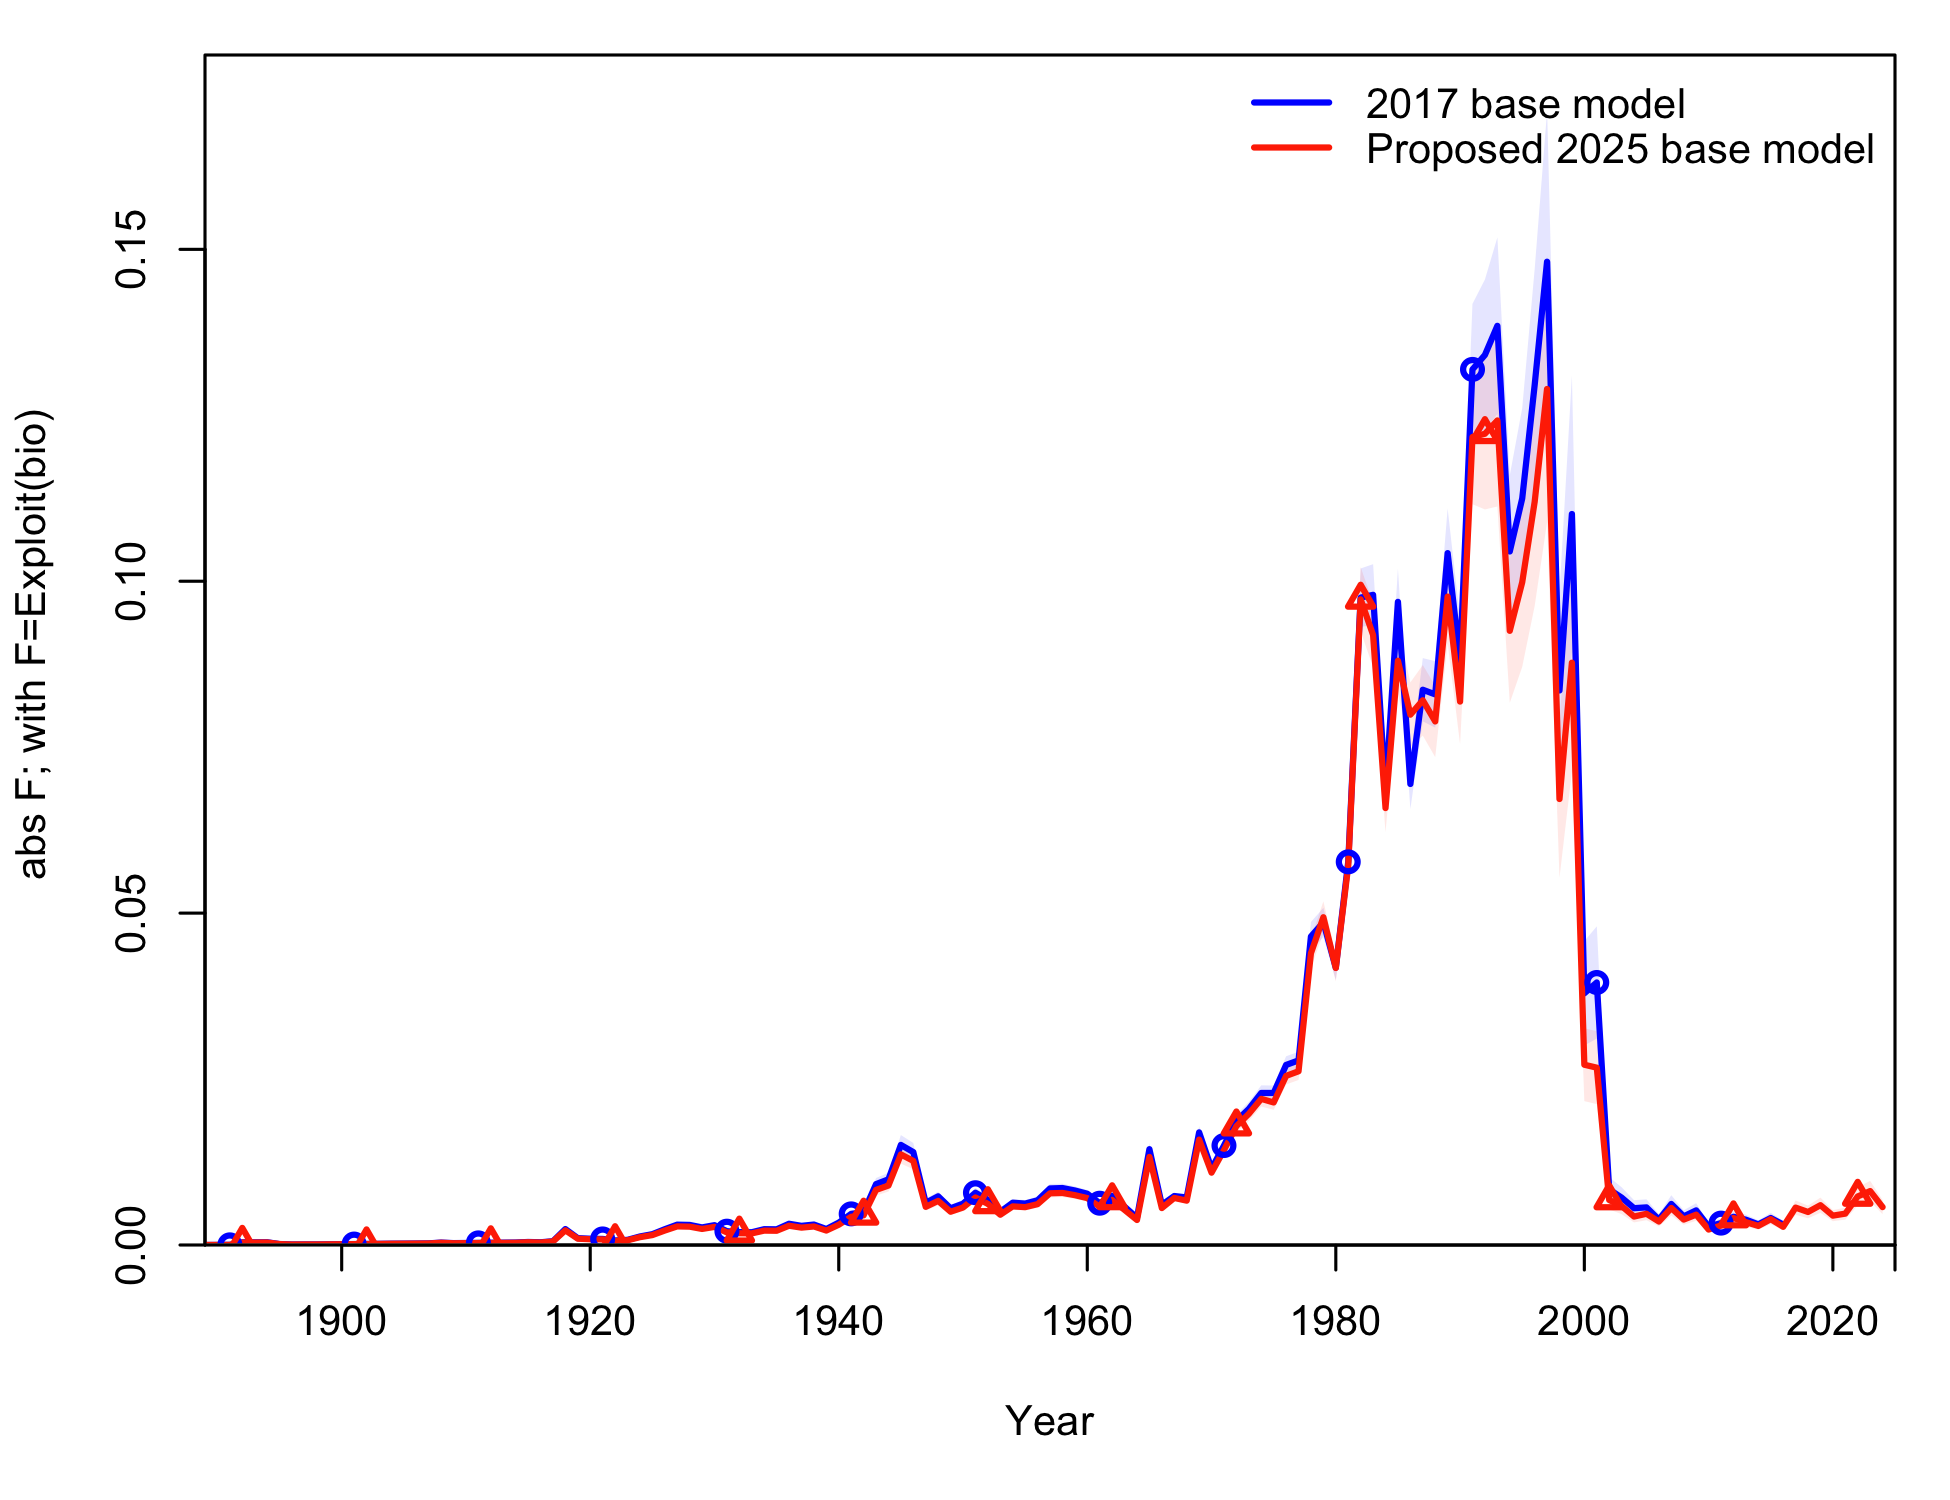 2017 base model
Proposed 2025 base model
abs F; with F=Exploit(bio)
0.15
0.10
0.05
0.00
1900 1920 1940 1960 1980 2000 2020
Year